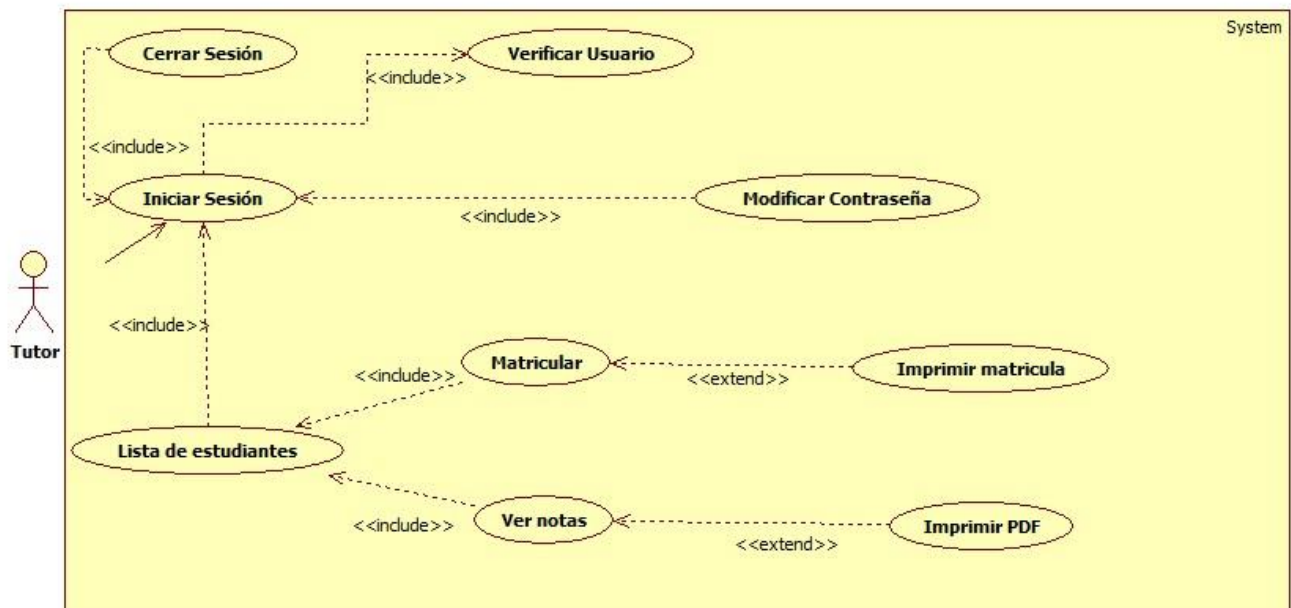 System
Cerrar Sesión
Verificar Usuario
<<include>>
<<include>>
Iniciar Sesión
Modificar Contraseña
<<include>>
Tutor
<<include>>
Matricular
Imprimir matricula
<<include>>
<<extend>>
Lista de estudiantes
Ver notas
Imprimir PDF
<<include>>
<<extend>>